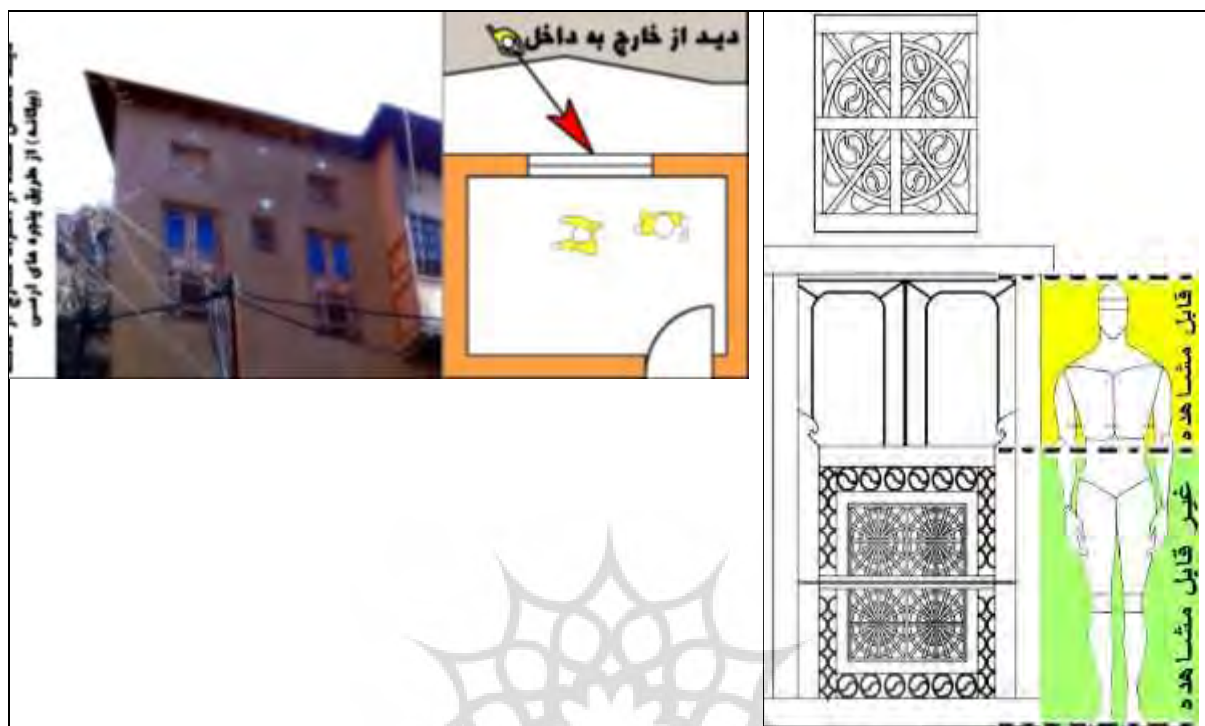 دید از خارج به داخل
(بیگانه) از طریق پنجره های ارسی
قابل مشاهده
غیر قابل مشاهده